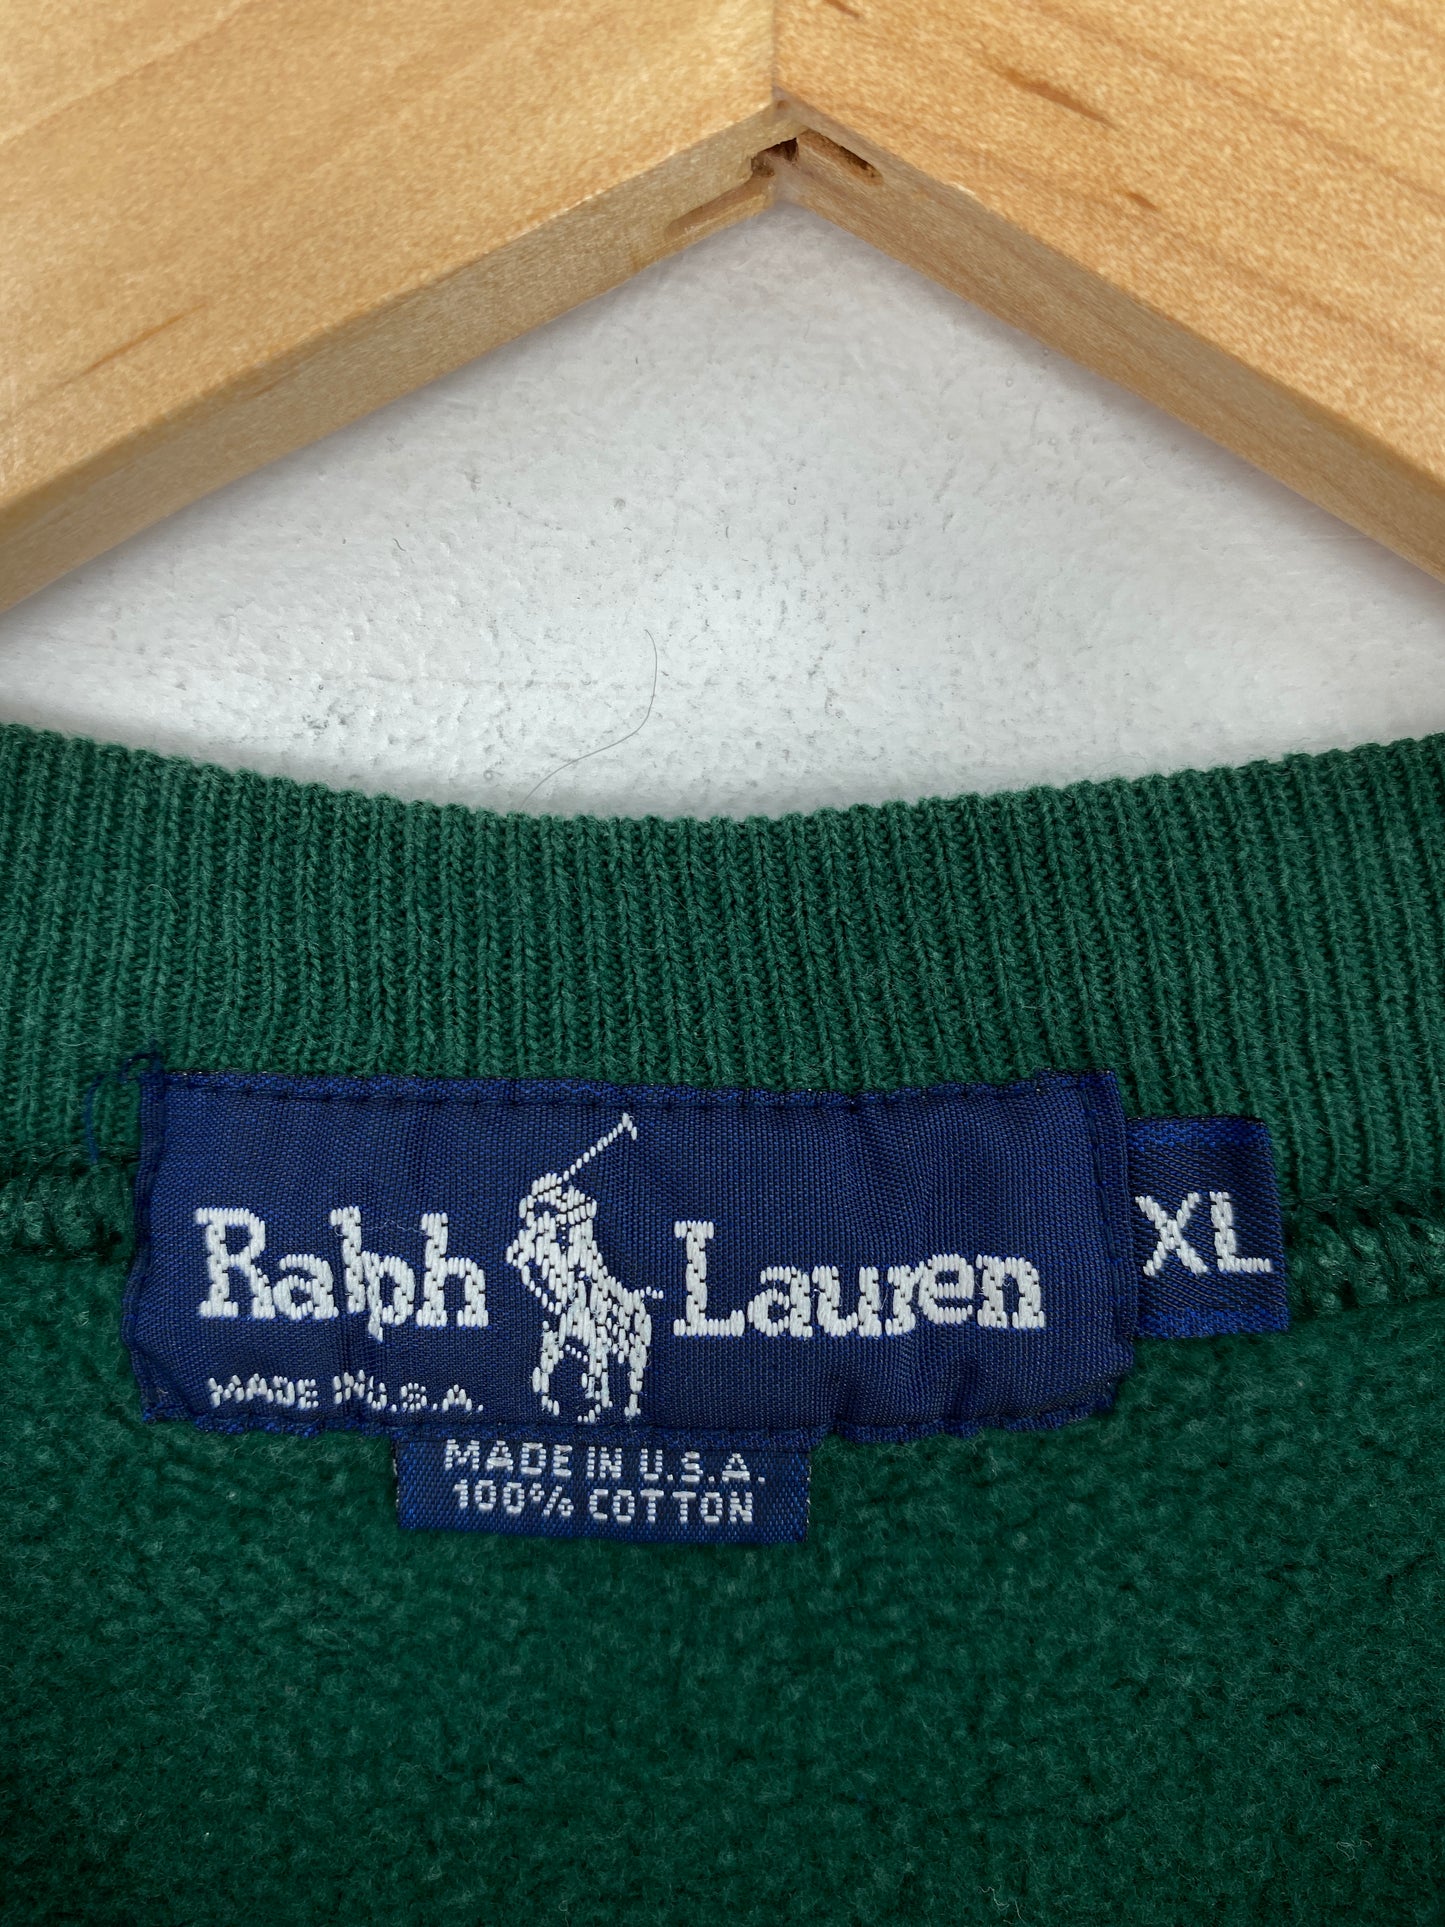 Ralph Lauren
XL
MADE IN U.S.A.
MADE IN U.S.A.
100% COTTON